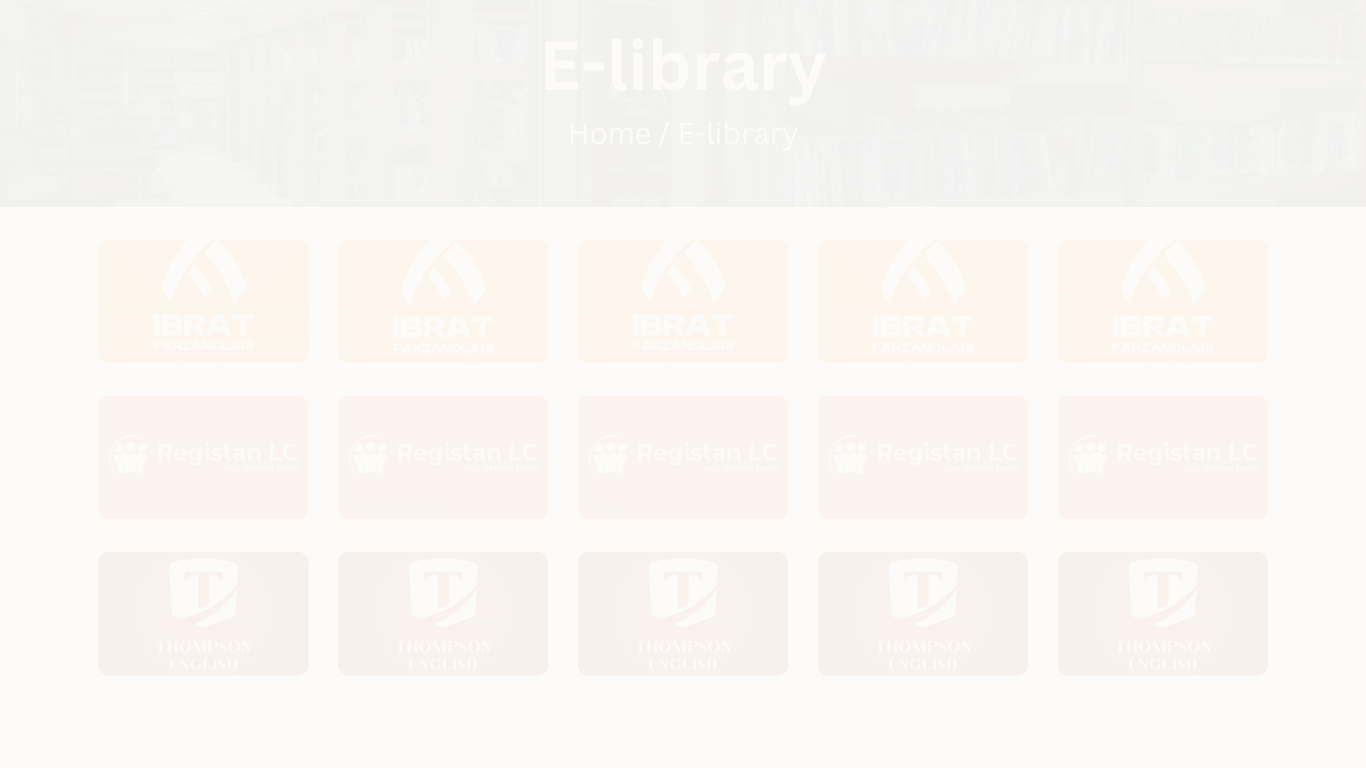 E-library
Home / E-library
IBRAT
FARZANDLARI
IBRAT
FARZANDLARI
IBRAT
FARZANDLARI
IBRAT
FARZANDLARI
IBRAT
FARZANDLARI
Registan LC
Registan LC
Registan LC
Registan LC
Registan LC
THOMPSON
ENGLISH
THOMPSON
ENGLISH
THOMPSON
ENGLISH
THOMPSON
ENGLISH
THOMPSON
ENGLISH